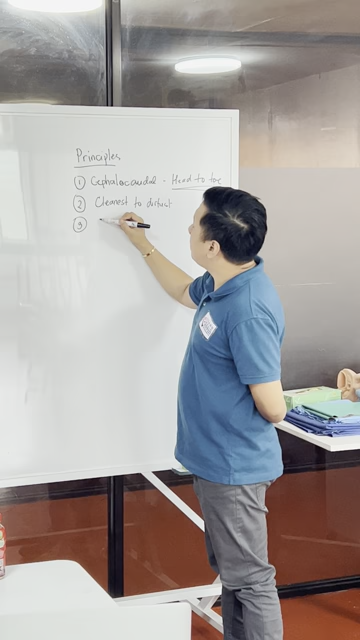 Principles
① Cephalocaudal - Head to toe
② Cleanest to dirtiest
③